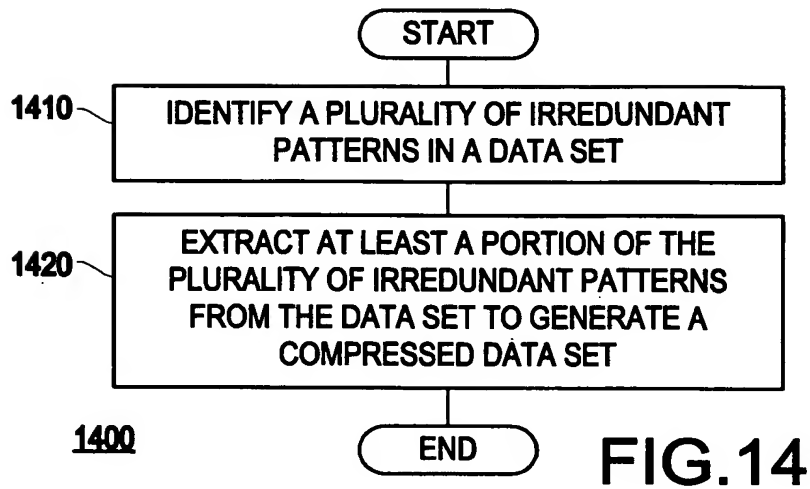 START
1410
IDENTIFY A PLURALITY OF IRREDUNDANT
PATTERNS IN A DATA SET
1420
EXTRACT AT LEAST A PORTION OF THE
PLURALITY OF IRREDUNDANT PATTERNS
FROM THE DATA SET TO GENERATE A
COMPRESSED DATA SET
1400
END
FIG.14